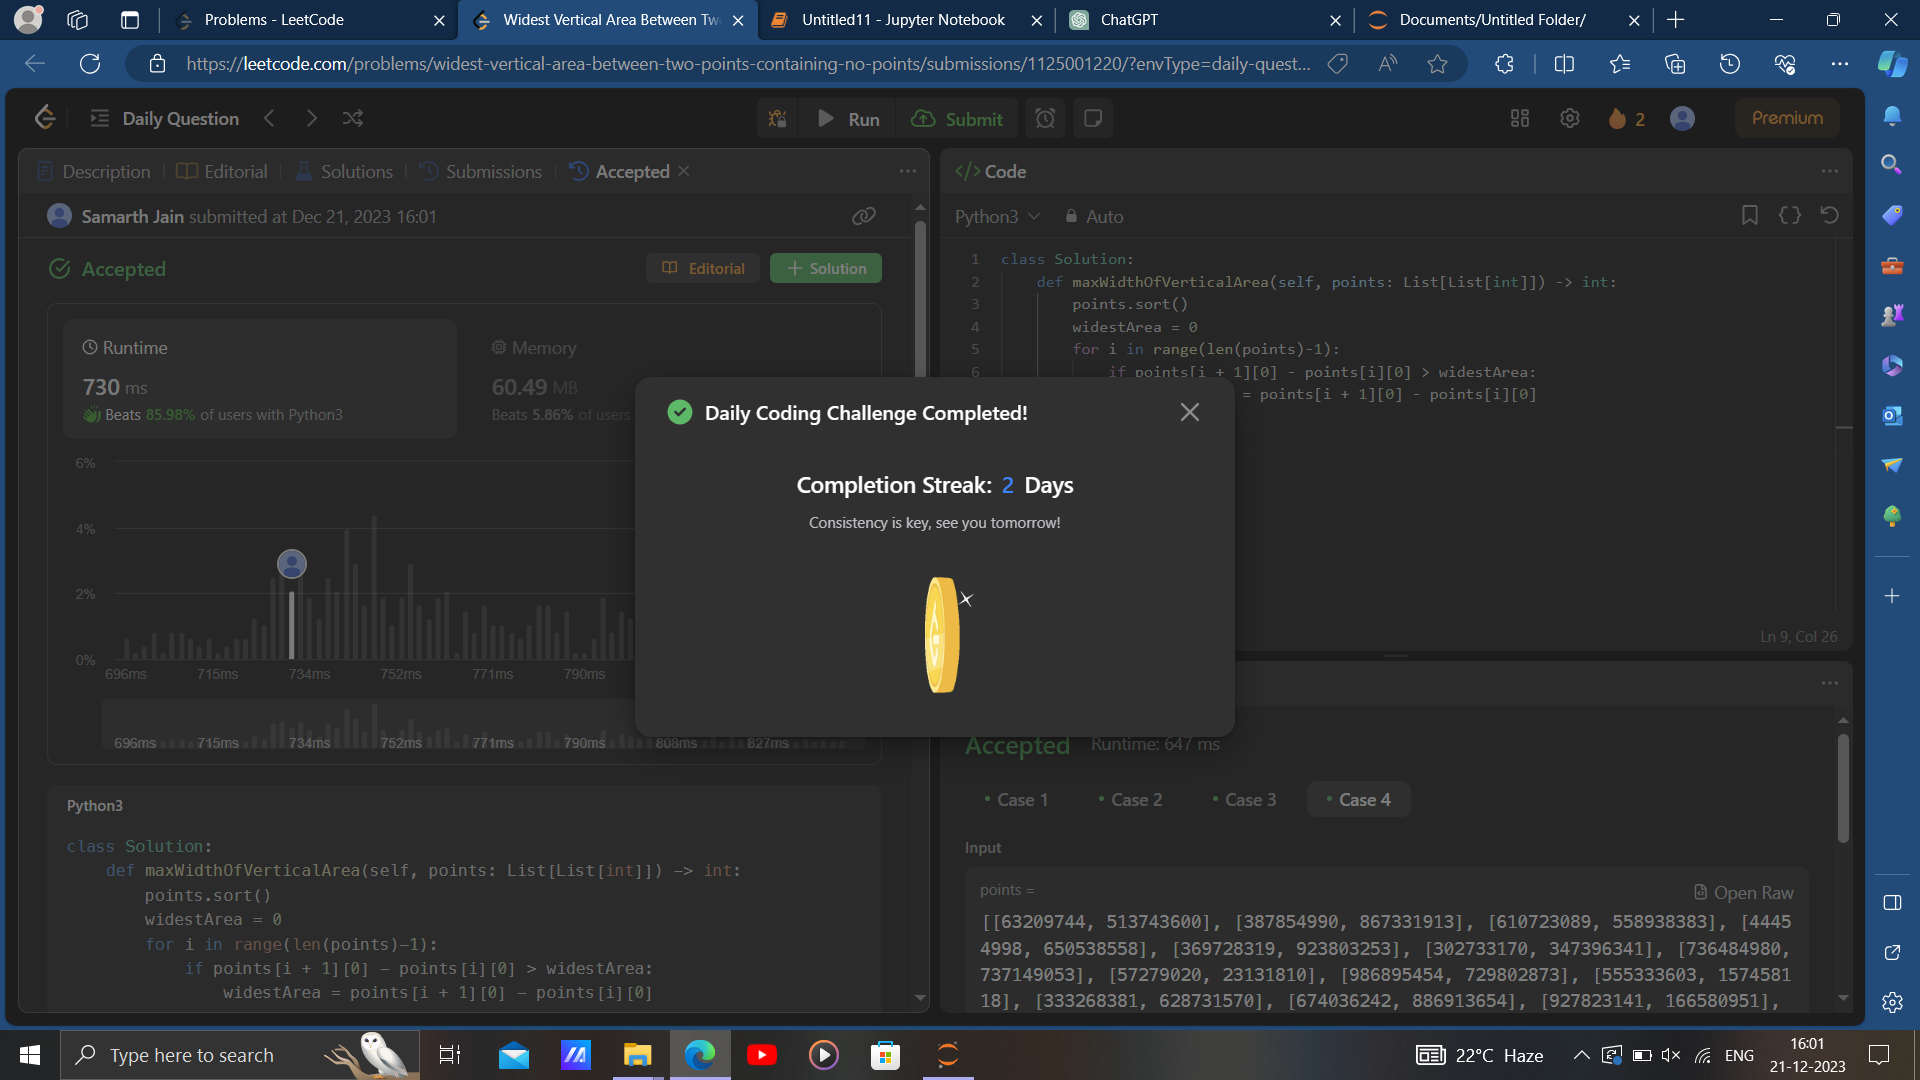 Problems - LeetCode
Widest Vertical Area Between Tw
Untitled11 - Jupyter Notebook
ChatGPT
Documents/Untitled Folder/
https://leetcode.com/problems/widest-vertical-area-between-two-points-containing-no-points/submissions/1125001220/?envType=daily-quest...
Daily Question
Run
Submit
2
Premium
Description
Editorial
Solutions
Submissions
Accepted
Samarth Jain submitted at Dec 21, 2023 16:01
Accepted
Editorial
Solution
Runtime
730 ms
Beats 85.98% of users with Python3
Memory
60.49 MB
Beats 5.86% of users
6%
4%
2%
0%
696ms 715ms 734ms 752ms 771ms 790ms
696ms 715ms 734ms 752ms 771ms 790ms 808ms 827ms
Python3
class Solution:
def maxWidthOfVerticalArea(self, points: List[List[int]]) -> int:
points.sort()
widestArea = 0
for i in range(len(points)-1):
if points[i + 1][0] - points[i][0] > widestArea:
widestArea = points[i + 1][0] - points[i][0]
Code
Python3
Auto
1 class Solution:
2 def maxWidthOfVerticalArea(self, points: List[List[int]]) -> int:
3 points.sort()
4 widestArea = 0
5 for i in range(len(points)-1):
6 if points[i + 1][0] - points[i][0] > widestArea:
= points[i + 1][0] - points[i][0]
Ln 9, Col 26
Daily Coding Challenge Completed!
Completion Streak: 2 Days
Consistency is key, see you tomorrow!
Accepted Runtime: 647 ms
Case 1
Case 2
Case 3
Case 4
Input
points =
Open Raw
[[63209744, 513743600], [387854990, 867331913], [610723089, 558938383], [4445
4998, 650538558], [369728319, 923803253], [302733170, 347396341], [736484980,
737149053], [57279020, 23131810], [986895454, 729802873], [555333603, 1574581
18], [333268381, 628731570], [674036242, 886913654], [927823141, 166580951],
Type here to search
22°C Haze
ENG
16:01
21-12-2023